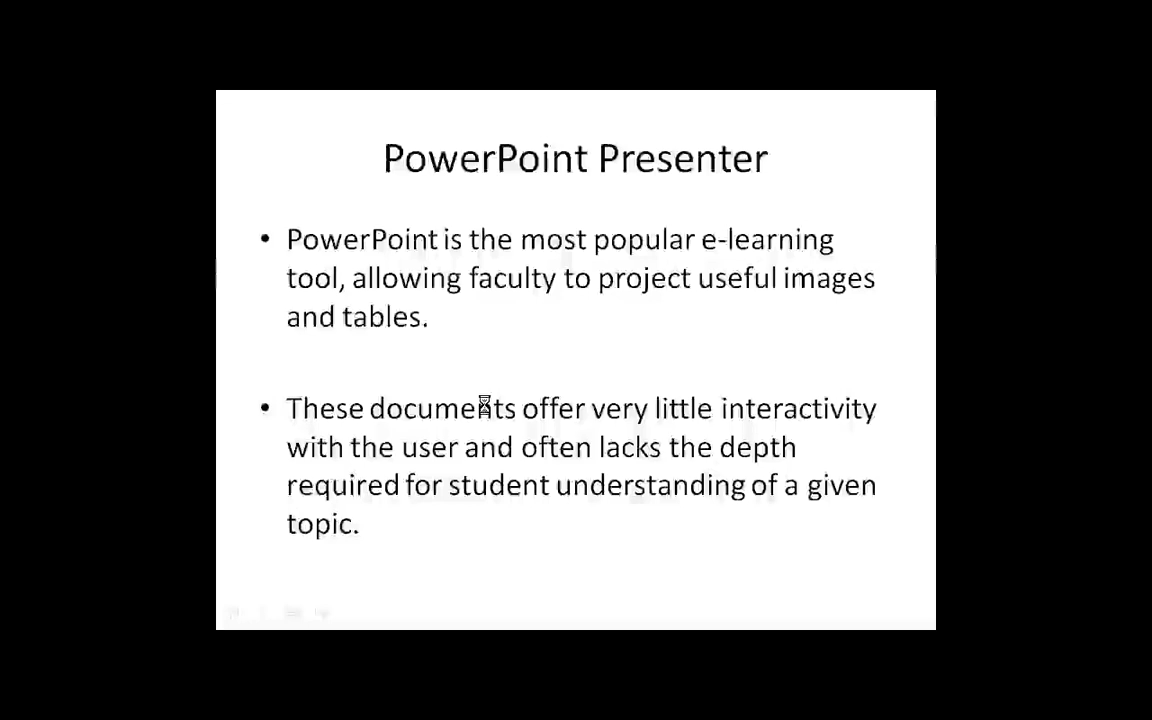 PowerPoint Presenter
• PowerPoint is the most popular e-learning
tool, allowing faculty to project useful images
and tables.
• These documents offer very little interactivity
with the user and often lacks the depth
required for student understanding of a given
topic.